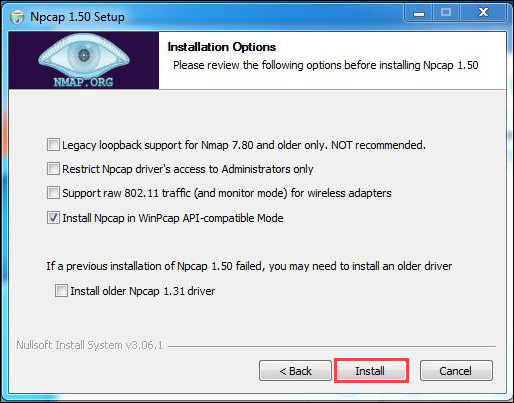 Npcap 1.50 Setup
Installation Options
Please review the following options before installing Npcap 1.50
NMAP.ORG
Legacy loopback support for Nmap 7.80 and older only. NOT recommended.
Restrict Npcap driver's access to Administrators only
Support raw 802.11 traffic (and monitor mode) for wireless adapters
Install Npcap in WinPcap API-compatible Mode
If a previous installation of Npcap 1.50 failed, you may need to install an older driver
Install older Npcap 1.31 driver
Nullsoft Install System v3.06.1
< Back Install Cancel